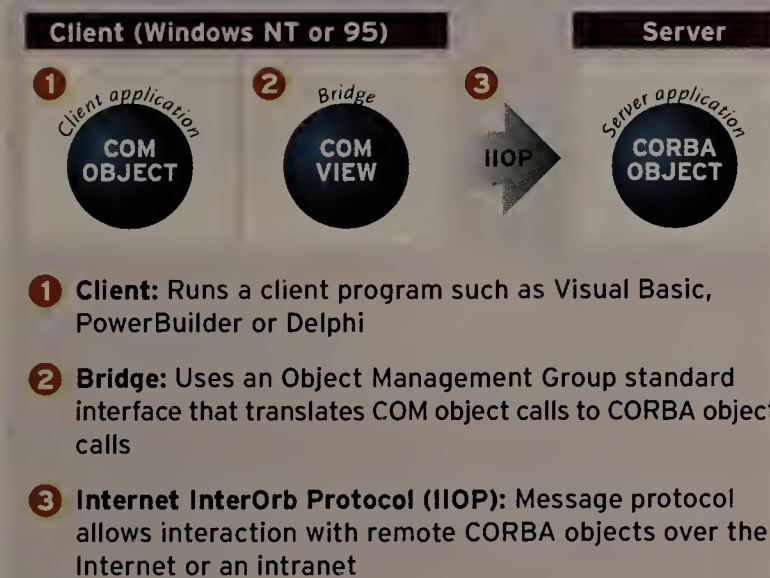 Client (Windows NT or 95)
Server
1
Client application
COM
OBJECT
2
Bridge
COM
VIEW
3
IIOP
Server application
CORBA
OBJECT
1 Client: Runs a client program such as Visual Basic,
PowerBuilder or Delphi
2 Bridge: Uses an Object Management Group standard
interface that translates COM object calls to CORBA object
calls
3 Internet InterOrb Protocol (IIOP): Message protocol
allows interaction with remote CORBA objects over the
Internet or an intranet